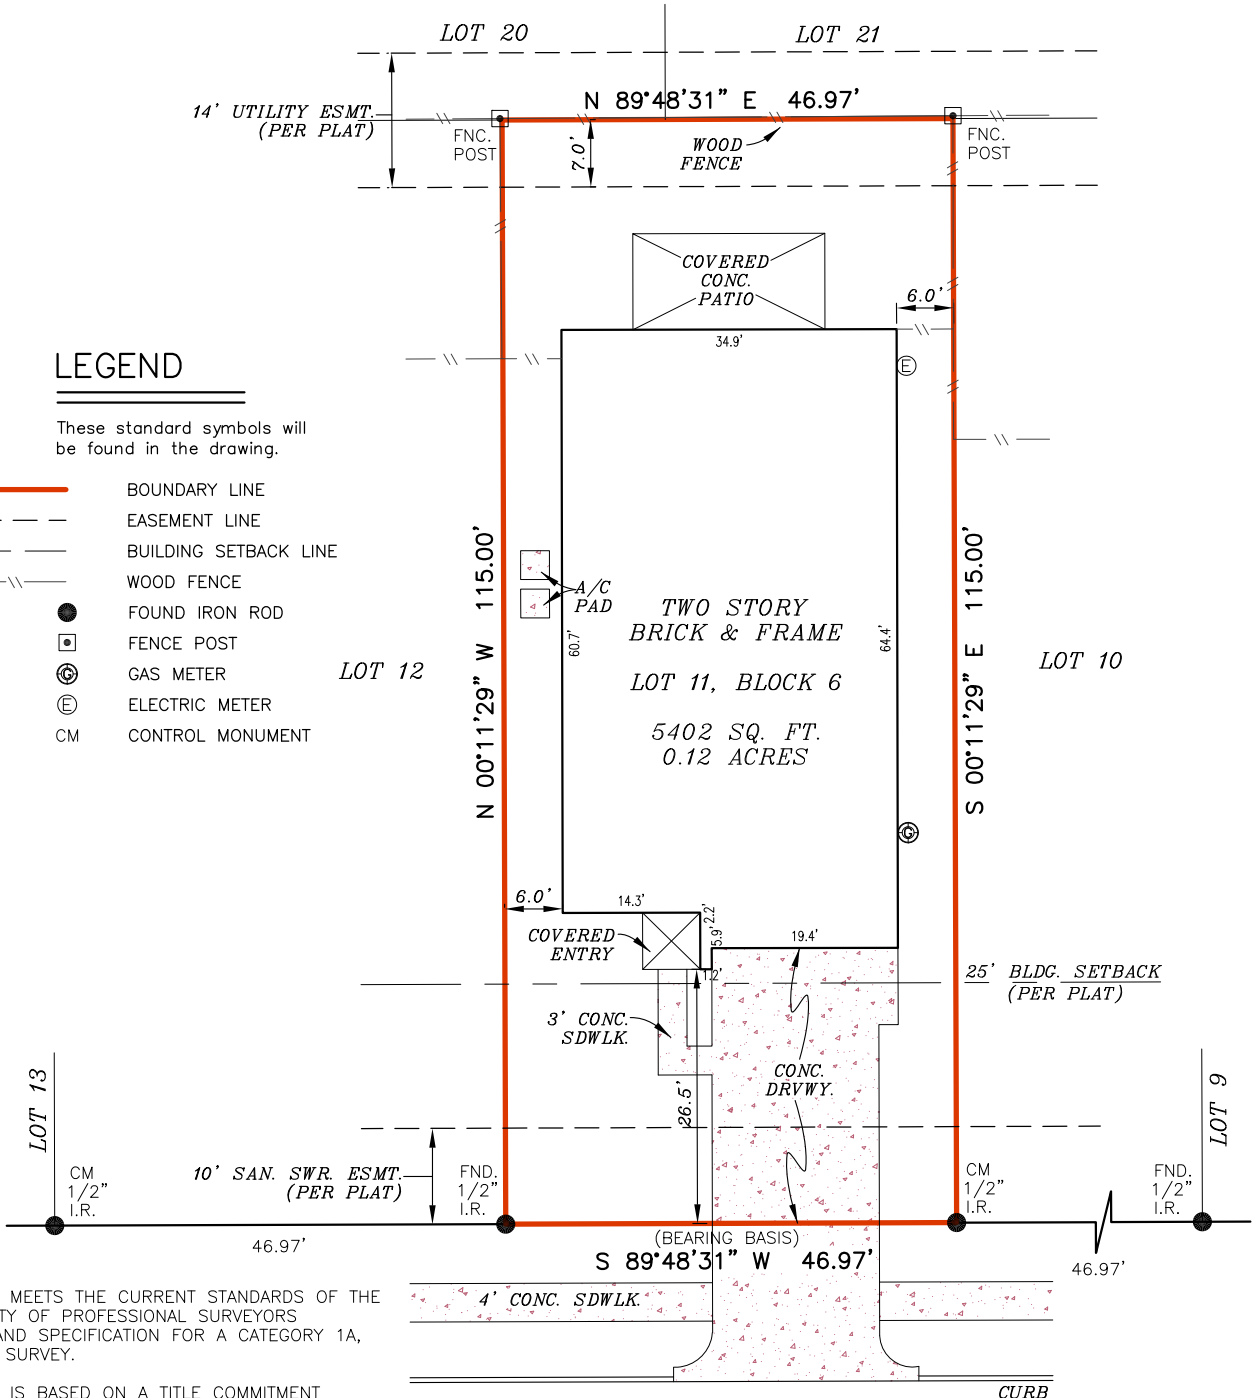 LOT 20
LOT 21
N 89°48'31" E 46.97'
14' UTILITY ESMT.
(PER PLAT)
FNC.
POST
7.0'
WOOD
FENCE
FNC.
POST
COVERED
CONC.
PATIO
6.0'
34.9'
E
LEGEND
These standard symbols will
be found in the drawing.
BOUNDARY LINE
EASEMENT LINE
BUILDING SETBACK LINE
WOOD FENCE
FOUND IRON ROD
FENCE POST
G GAS METER
E ELECTRIC METER
CM CONTROL MONUMENT
N 00°11'29" W 115.00'
A/C
PAD
60.7'
TWO STORY
BRICK & FRAME
LOT 11, BLOCK 6
5402 SQ. FT.
0.12 ACRES
64.4'
S 00°11'29" E 115.00'
LOT 12
LOT 10
G
6.0'
14.3'
2.2'
5.9'
19.4'
COVERED
ENTRY
1.2'
25' BLDG. SETBACK
(PER PLAT)
3' CONC.
SDWLK.
26.5'
CONC.
DRVWY.
LOT 13
LOT 9
10' SAN. SWR. ESMT.
(PER PLAT)
CM
1/2"
I.R.
FND.
1/2"
I.R.
CM
1/2"
I.R.
FND.
1/2"
I.R.
46.97'
(BEARING BASIS)
S 89°48'31" W 46.97'
46.97'
4' CONC. SDWLK.
MEETS THE CURRENT STANDARDS OF THE
TY OF PROFESSIONAL SURVEYORS
AND SPECIFICATION FOR A CATEGORY 1A,
SURVEY.
IS BASED ON A TITLE COMMITMENT
CURB